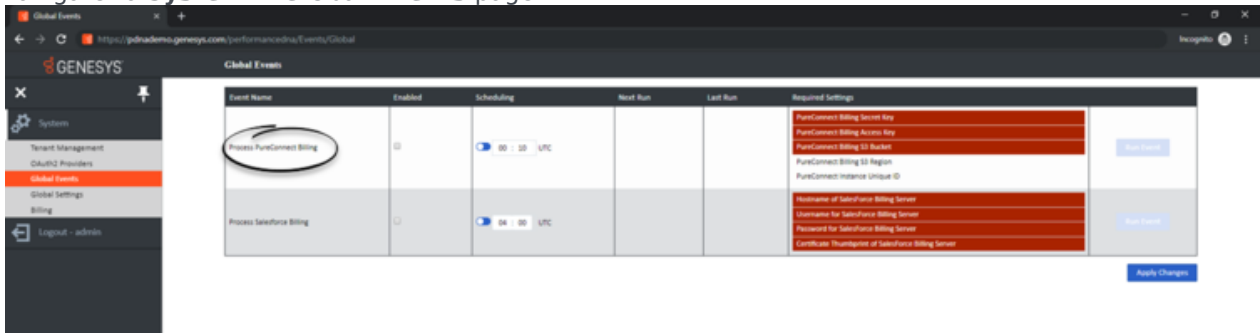 Global Events
Incognito
https://pdnademo.genesys.com/performancedna/Events/Global
GENESYS
Global Events
System
Tenant Management
OAuth2 Providers
Global Events
Global Settings
Billing
Logout - admin
Event Name Enabled Scheduling Next Run Last Run Required Settings
Process PureConnect Billing
00 : 10 UTC
PureConnect Billing Secret Key
PureConnect Billing Access Key
PureConnect Billing S3 Bucket
PureConnect Billing S3 Region
PureConnect Instance Unique ID
Run Event
Process Salesforce Billing
04 : 00 UTC
Hostname of SalesForce Billing Server
Username for SalesForce Billing Server
Password for SalesForce Billing Server
Certificate Thumbprint of SalesForce Billing Server
Run Event
Apply Changes